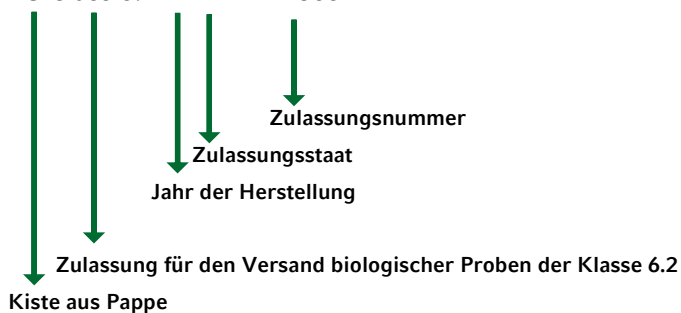 Zulassungsnummer
Zulassungsstaat
Jahr der Herstellung
Zulassung für den Versand biologischer Proben der Klasse 6.2
Kiste aus Pappe